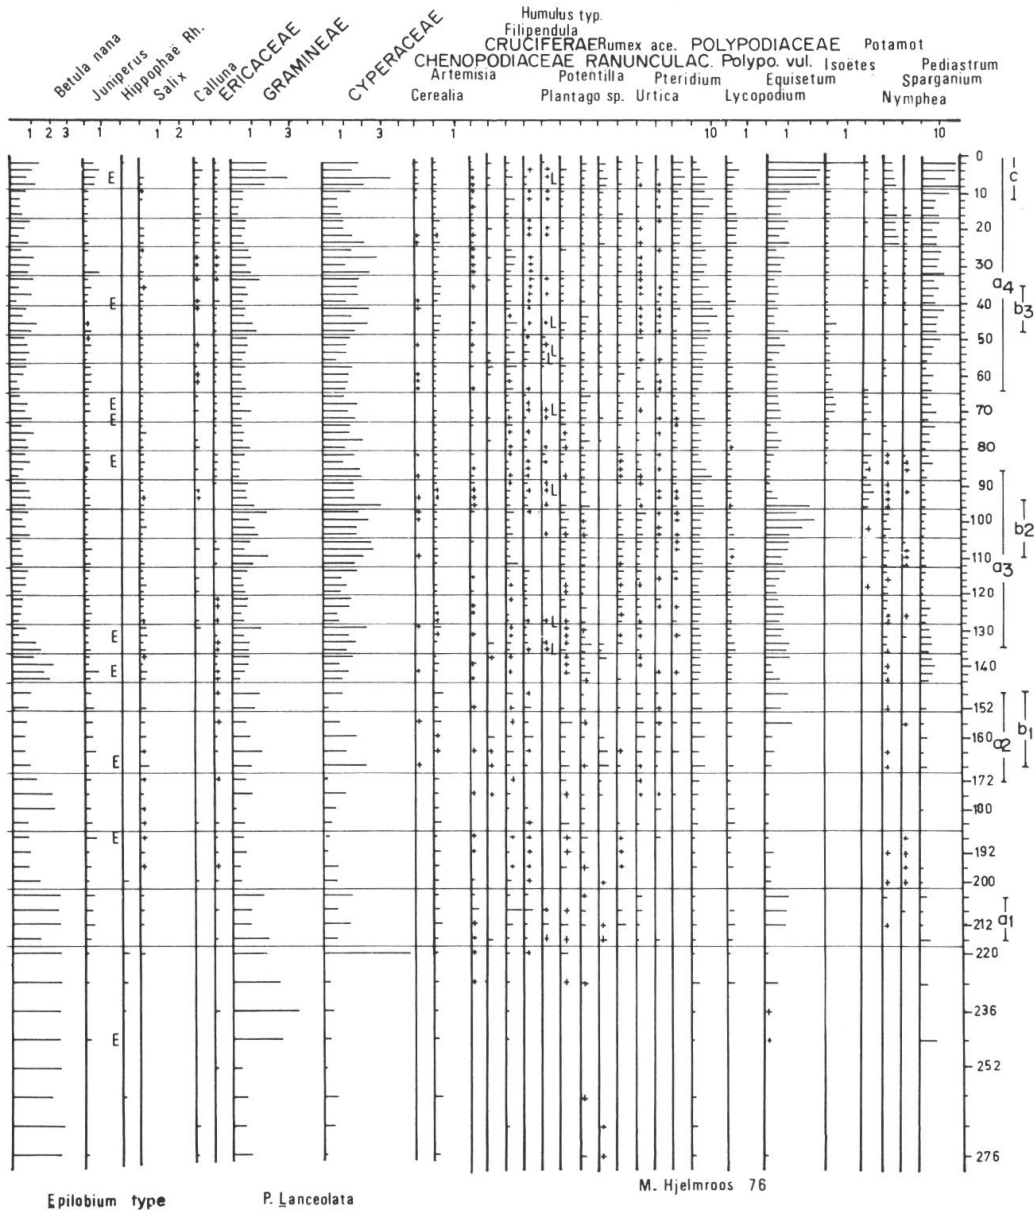 Humulus typ.
Filipendula
CRUCIFERAE Rumex ace. POLYPODIACEAE Potamot
CHENOPODIACEAE RANUNCULAC. Polypo. vul. Isoëtes Pediastrum
Artemisia Potentilla Pteridium Equisetum Sparganium
Cerealia Plantago sp. Urtica Lycopodium Nymphea
Betula nana
Juniperus
Hippophaë Rh.
Salix
Calluna
ERICACEAE
GRAMINEAE
CYPERACEAE
1 2 3 1 1 2 1 1 3 1 3 1 10 1 1 1 10
0
C
E L
10
20
30
a4
E 40
b3
L
50
L
L
60
E L 70
E
80
E
L 90
100
b2
110
a3
120
L
E 130
L
140
E
152
b1
160
a2
E
172
180
E
192
200
a1
212
220
236
E
252
276
M. Hjelmroos 76
Epilobium type P. Lanceolata